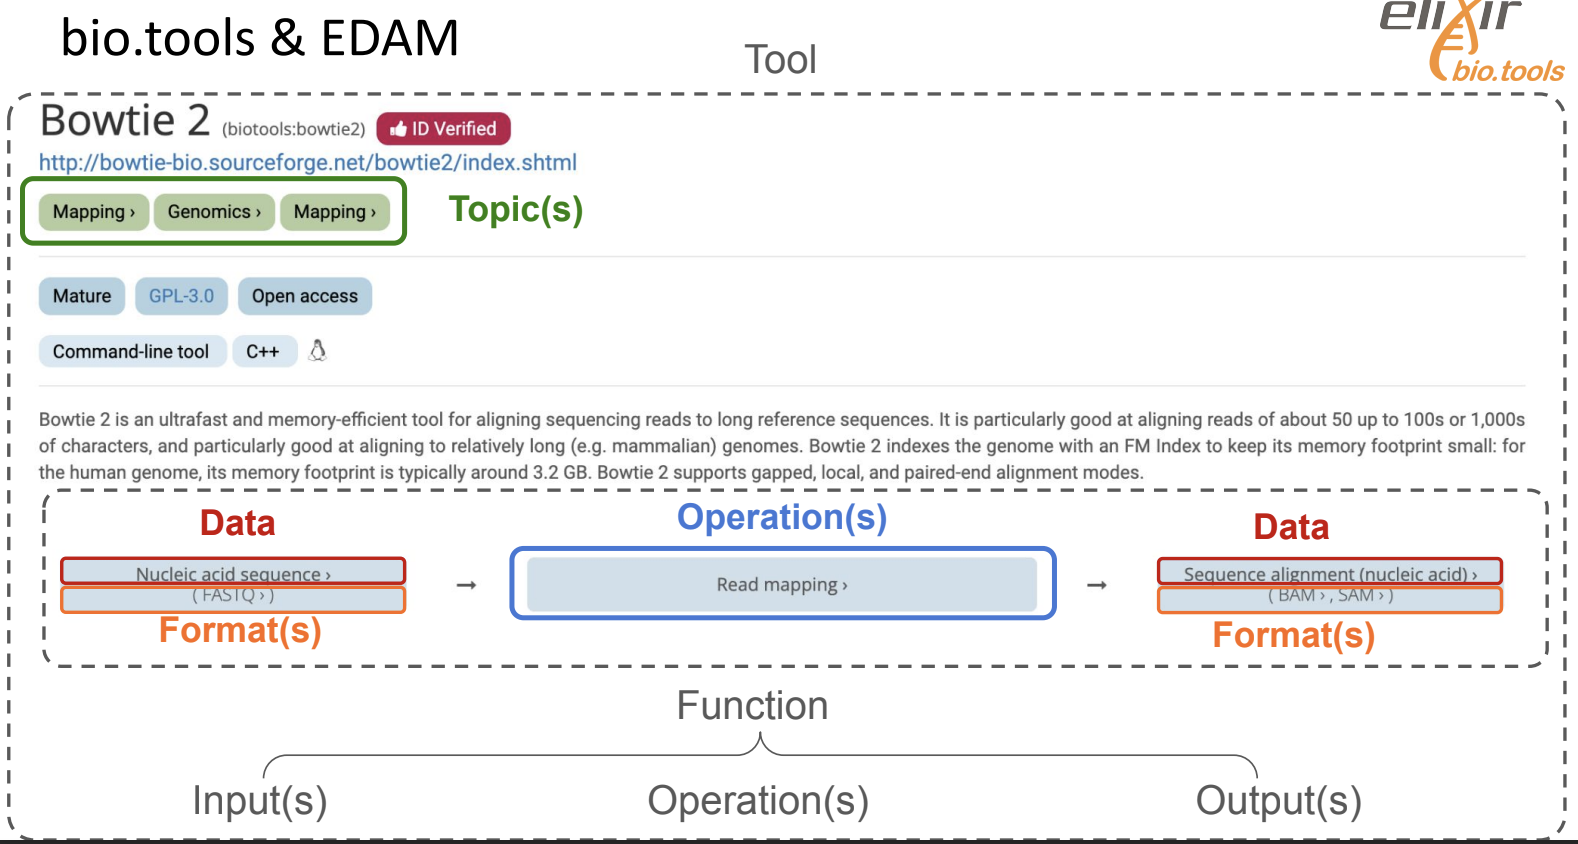 bio.tools & EDAM
elixir
bio.tools
Tool
Bowtie 2 (biotools:bowtie2) ID Verified
http://bowtie-bio.sourceforge.net/bowtie2/index.shtml
Mapping › Genomics › Mapping › Topic(s)
Mature GPL-3.0 Open access
Command-line tool C++
Bowtie 2 is an ultrafast and memory-efficient tool for aligning sequencing reads to long reference sequences. It is particularly good at aligning reads of about 50 up to 100s or 1,000s
of characters, and particularly good at aligning to relatively long (e.g. mammalian) genomes. Bowtie 2 indexes the genome with an FM Index to keep its memory footprint small: for
the human genome, its memory footprint is typically around 3.2 GB. Bowtie 2 supports gapped, local, and paired-end alignment modes.
Data Operation(s) Data
Nucleic acid sequence › → Read mapping › → Sequence alignment (nucleic acid) ›
( FASTQ › ) ( BAM › , SAM › )
Format(s) Format(s)
Function
Input(s) Operation(s) Output(s)